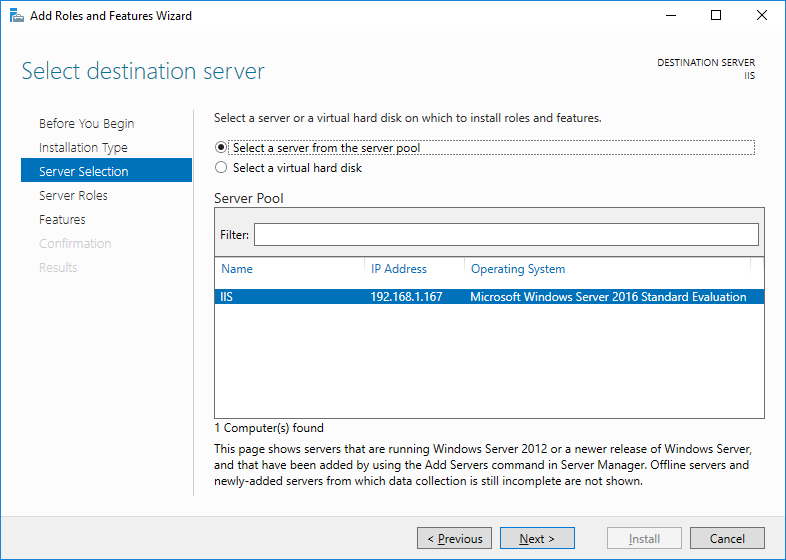 Add Roles and Features Wizard
Select destination server
DESTINATION SERVER
IIS
Before You Begin
Installation Type
Server Selection
Server Roles
Features
Confirmation
Results
Select a server or a virtual hard disk on which to install roles and features.
Select a server from the server pool
Select a virtual hard disk
Server Pool
Filter:
Name IP Address Operating System
IIS 192.168.1.167 Microsoft Windows Server 2016 Standard Evaluation
1 Computer(s) found
This page shows servers that are running Windows Server 2012 or a newer release of Windows Server,
and that have been added by using the Add Servers command in Server Manager. Offline servers and
newly-added servers from which data collection is still incomplete are not shown.
< Previous Next > Install Cancel